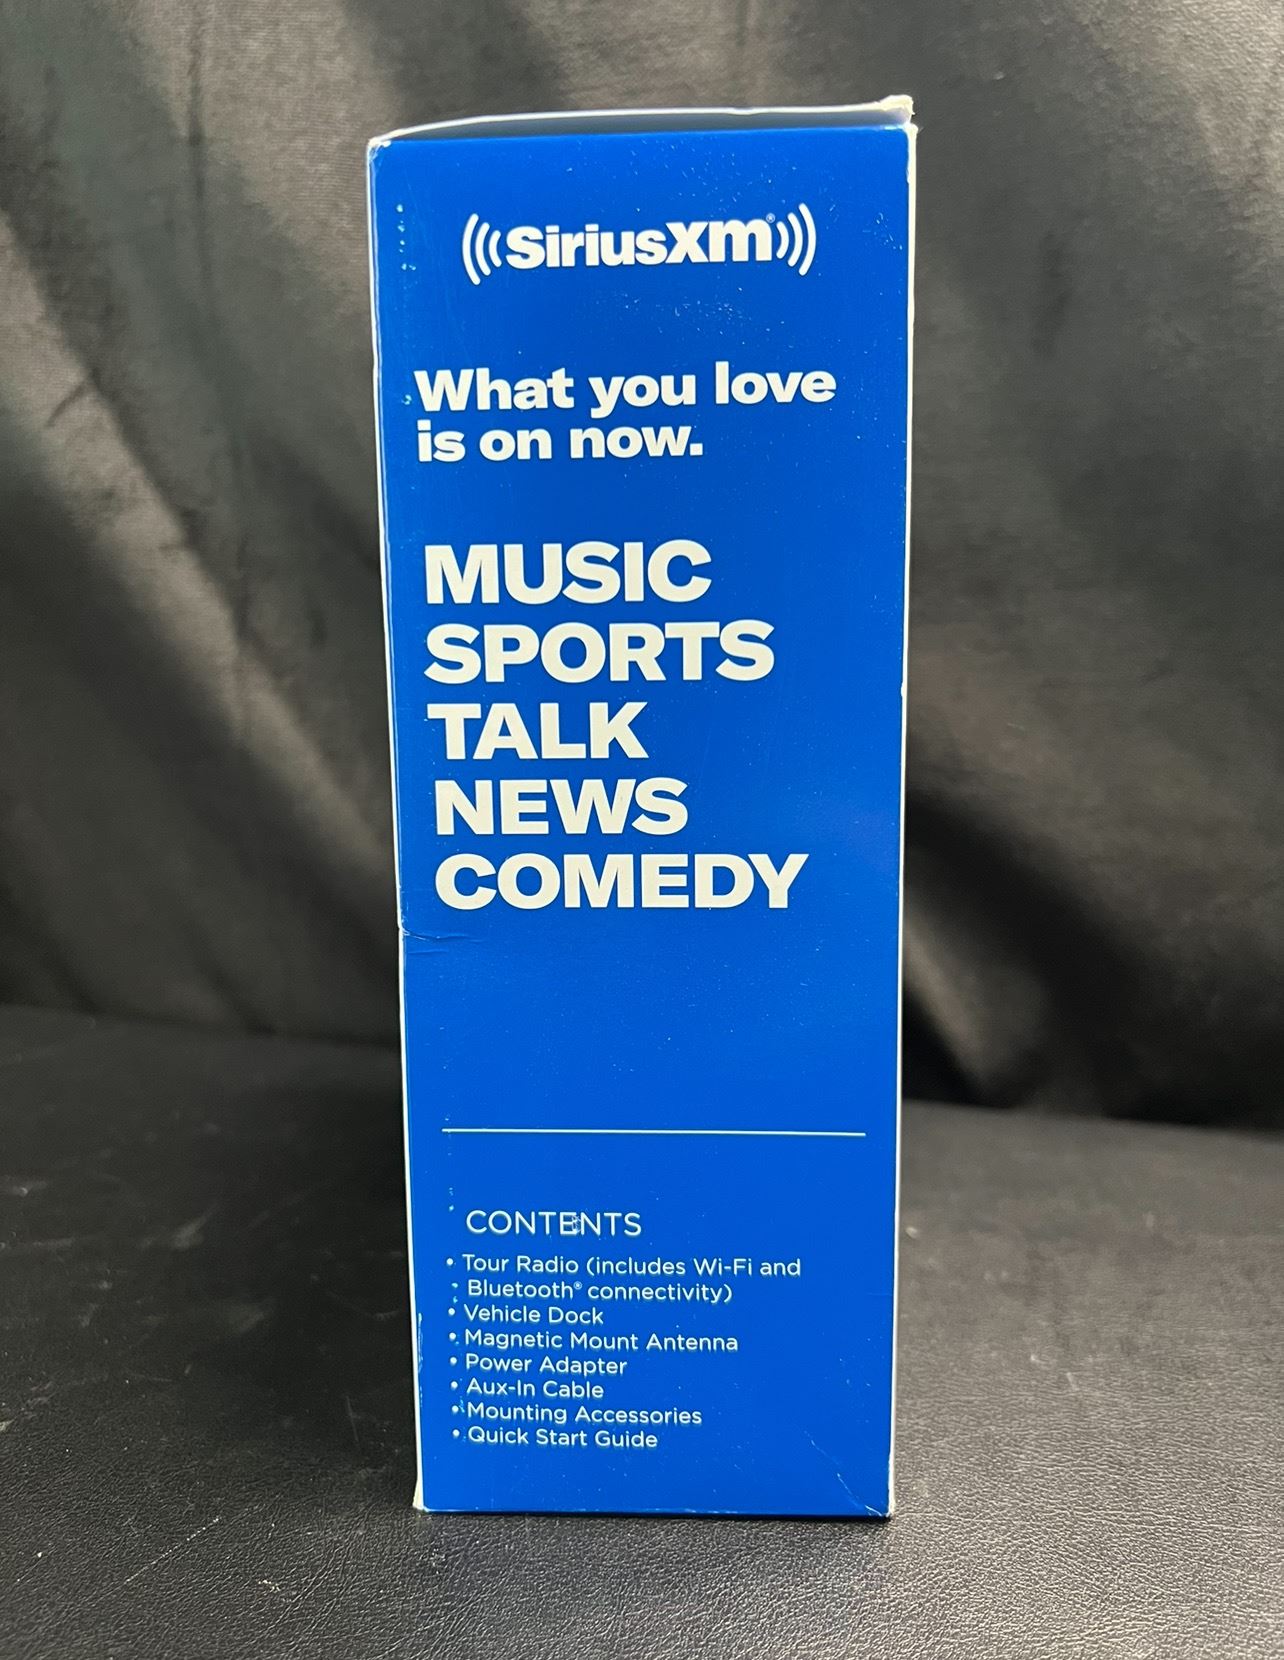 SiriusXm®
What you love
is on now.
MUSIC
SPORTS
TALK
NEWS
COMEDY
CONTENTS
• Tour Radio (includes Wi-Fi and
Bluetooth® connectivity)
• Vehicle Dock
• Magnetic Mount Antenna
• Power Adapter
• Aux-In Cable
• Mounting Accessories
• Quick Start Guide